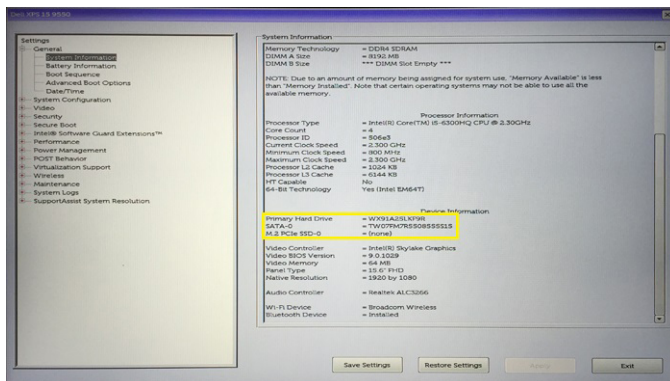 Dell XPS 15 9550
Settings
General
System Information
Battery Information
Boot Sequence
Advanced Boot Options
Date/Time
System Configuration
Video
Security
Secure Boot
Intel® Software Guard Extensions™
Performance
Power Management
POST Behavior
Virtualization Support
Wireless
Maintenance
System Logs
SupportAssist System Resolution
System Information
Memory Technology = DDR4 SDRAM
DIMM A Size = 8192 MB
DIMM B Size *** DIMM Slot Empty ***
NOTE: Due to an amount of memory being assigned for system use, "Memory Available" is less
than "Memory Installed". Note that certain operating systems may not be able to use all the
available memory.
Processor Information
Processor Type = Intel(R) Core(TM) i5-6300HQ CPU @ 2.30GHz
Core Count = 4
Processor ID = 506e3
Current Clock Speed = 2.300 GHz
Minimum Clock Speed = 800 MHz
Maximum Clock Speed = 2.300 GHz
Processor L2 Cache = 1024 KB
Processor L3 Cache = 6144 KB
HT Capable No
64-Bit Technology Yes (Intel EM64T)
Device Information
Primary Hard Drive = WX91A25LKP9R
SATA-0 = TW07FM7R5508555S15
M.2 PCIe SSD-0 = (none)
Video Controller = Intel(R) Skylake Graphics
Video BIOS Version = 9.0.1029
Video Memory = 64 MB
Panel Type = 15.6" FHD
Native Resolution = 1920 by 1080
Audio Controller = Realtek ALC3266
Wi-Fi Device = Broadcom Wireless
Bluetooth Device = Installed
Save Settings
Restore Settings
Apply
Exit